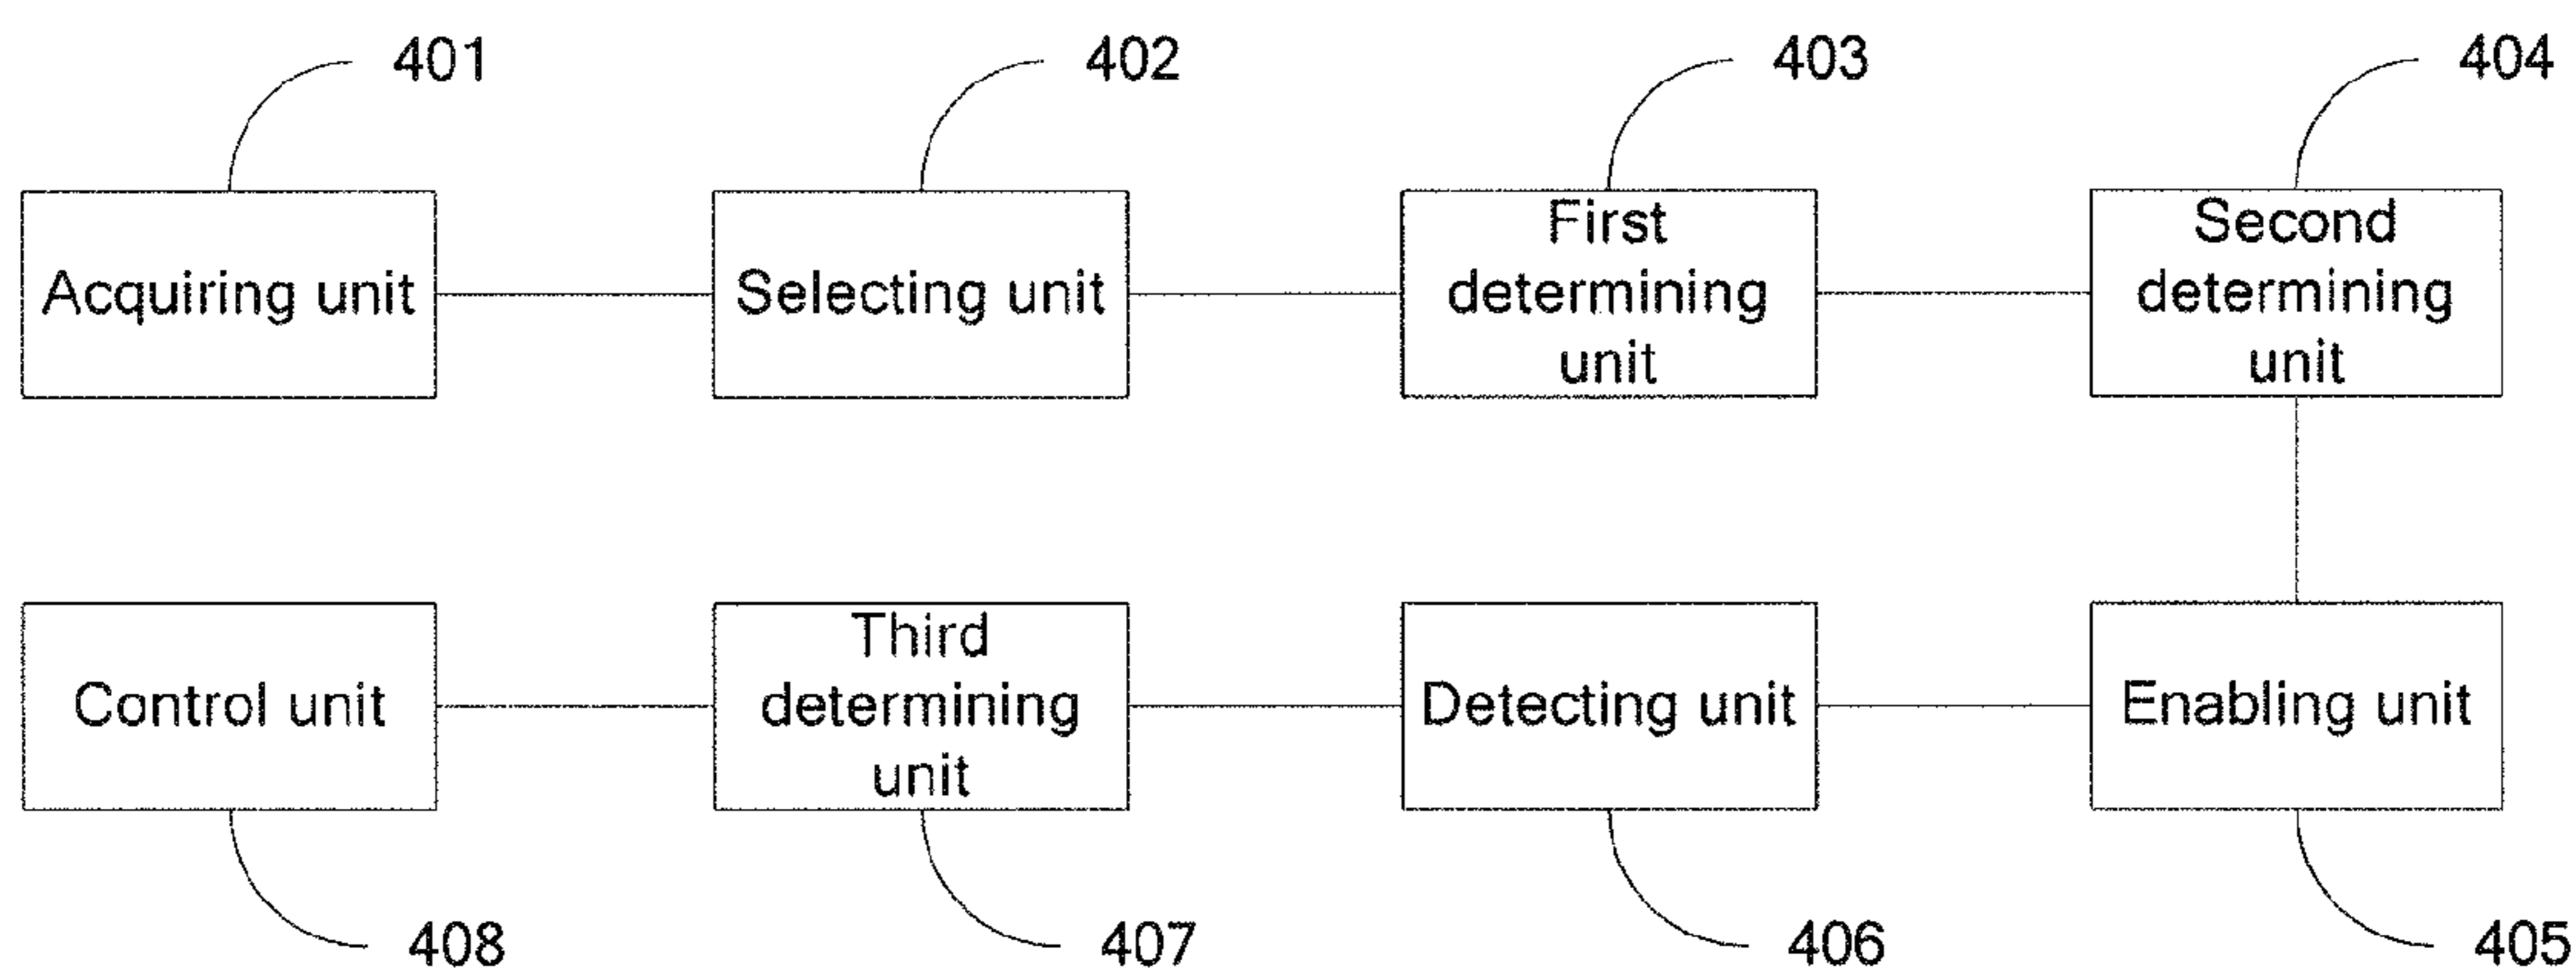 401
402
403
404
Acquiring unit
Selecting unit
First
determining
unit
Second
determining
unit
Control unit
Third
determining
unit
Detecting unit
Enabling unit
408
407
406
405